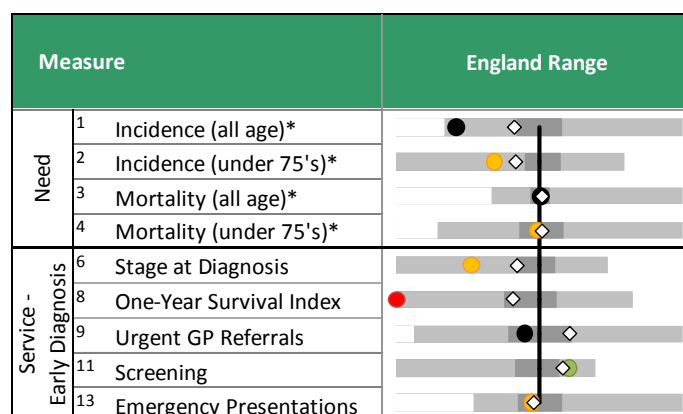 Measure
England Range
Need
1 Incidence (all age)*
2 Incidence (under 75's)*
3 Mortality (all age)*
4 Mortality (under 75's)*
Service -
Early Diagnosis
6 Stage at Diagnosis
8 One-Year Survival Index
9 Urgent GP Referrals
11 Screening
13 Emergency Presentations